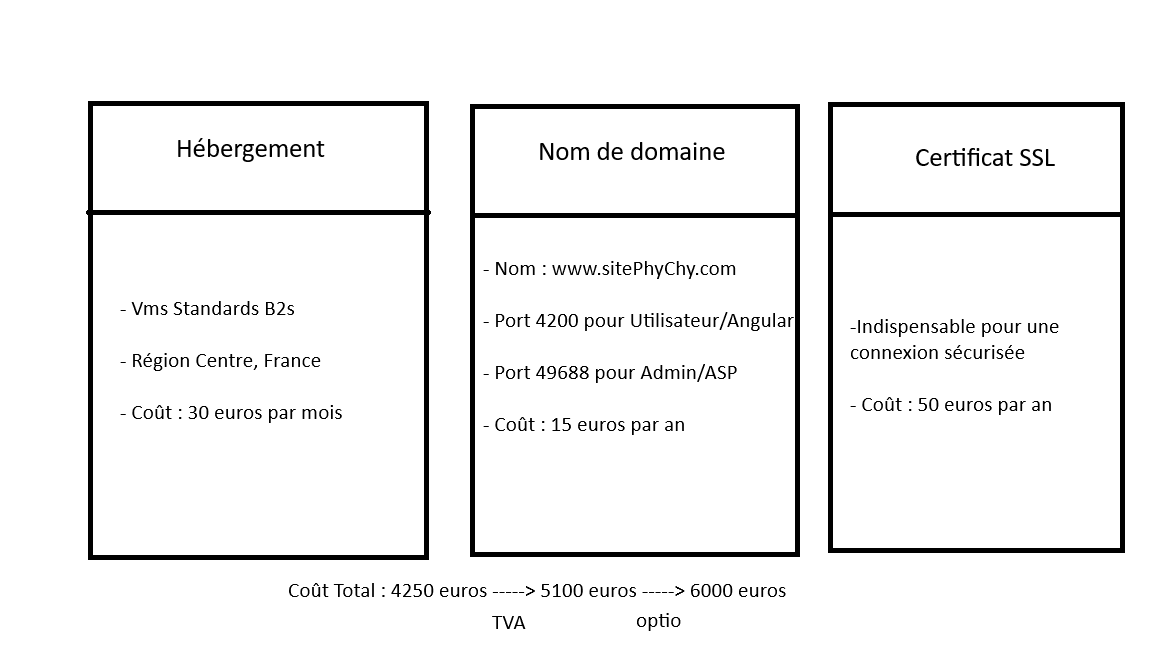 Hébergement
- Vms Standards B2s
- Région Centre, France
- Coût : 30 euros par mois
Nom de domaine
- Nom : www.sitePhyChy.com
- Port 4200 pour Utilisateur/Angular
- Port 49688 pour Admin/ASP
- Coût : 15 euros par an
Certificat SSL
-Indispensable pour une
connexion sécurisée
- Coût : 50 euros par an
Coût Total : 4250 euros -----> 5100 euros -----> 6000 euros
TVA optio